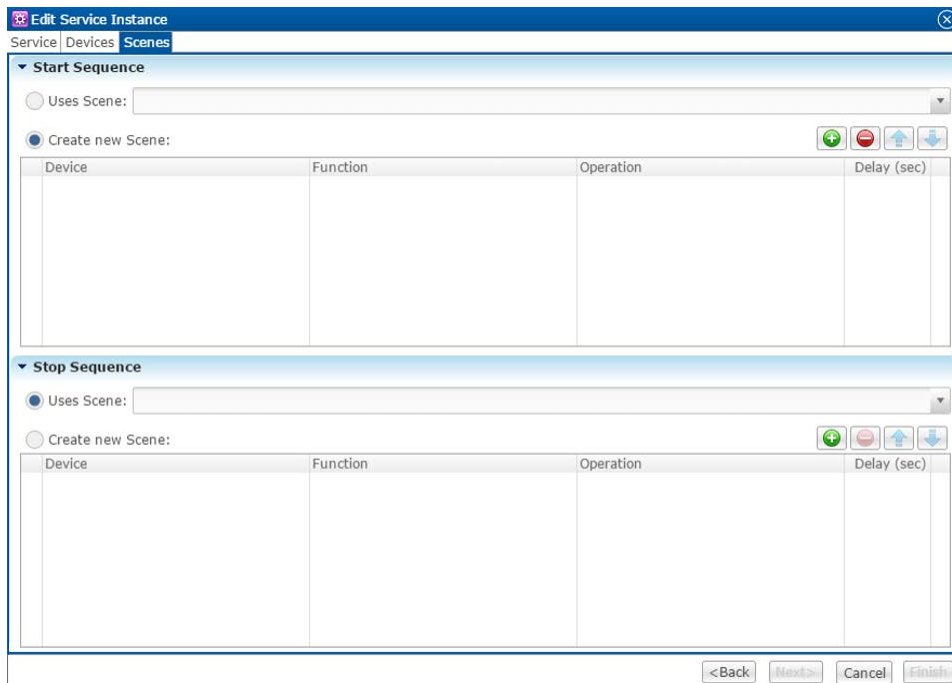 Edit Service Instance
Service Devices Scenes
Start Sequence
Uses Scene:
Create new Scene:
Device Function Operation Delay (sec)
Stop Sequence
Uses Scene:
Create new Scene:
Device Function Operation Delay (sec)
<Back Next> Cancel Finish